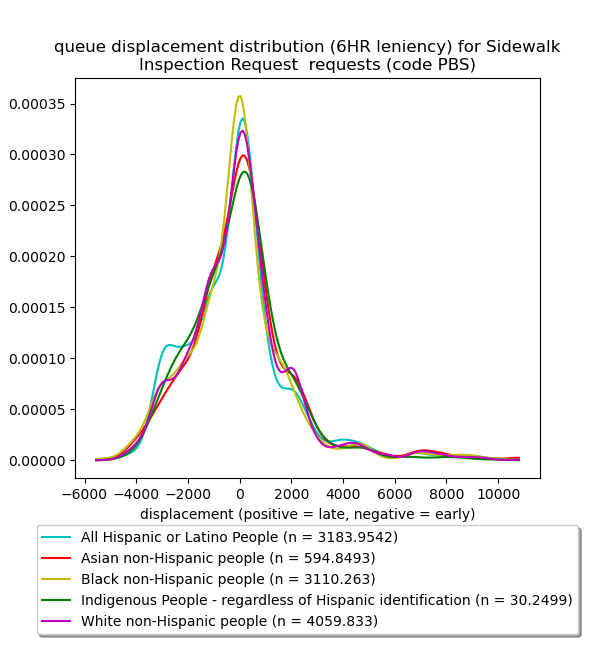 queue displacement distribution (6HR leniency) for Sidewalk
Inspection Request  requests (code PBS)
0.00035
0.00030
0.00025
0.00020
0.00015
0.00010
0.00005
0.00000
−6000 −4000 −2000 0 2000 4000 6000 8000 10000
displacement (positive = late, negative = early)
All Hispanic or Latino People (n = 3183.9542)
Asian non-Hispanic people (n = 594.8493)
Black non-Hispanic people (n = 3110.263)
Indigenous People - regardless of Hispanic identification (n = 30.2499)
White non-Hispanic people (n = 4059.833)